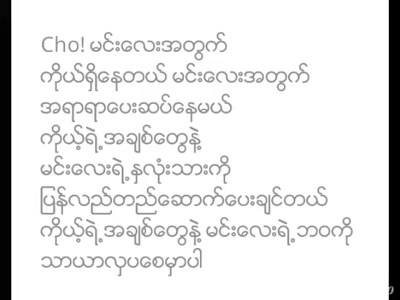 Cho! မင်းလေးအတွက်
ကိုယ်ရှိနေတယ် မင်းလေးအတွက်
အရာရာပေးဆပ်နေမယ်
ကိုယ့်ရဲ့အချစ်တွေနဲ့
မင်းလေးရဲ့နှလုံးသားကို
ပြန်လည်တည်ဆောက်ပေးချင်တယ်
ကိုယ့်ရဲ့အချစ်တွေနဲ့ မင်းလေးရဲ့ဘဝကို
သာယာလှပစေမှာပါ